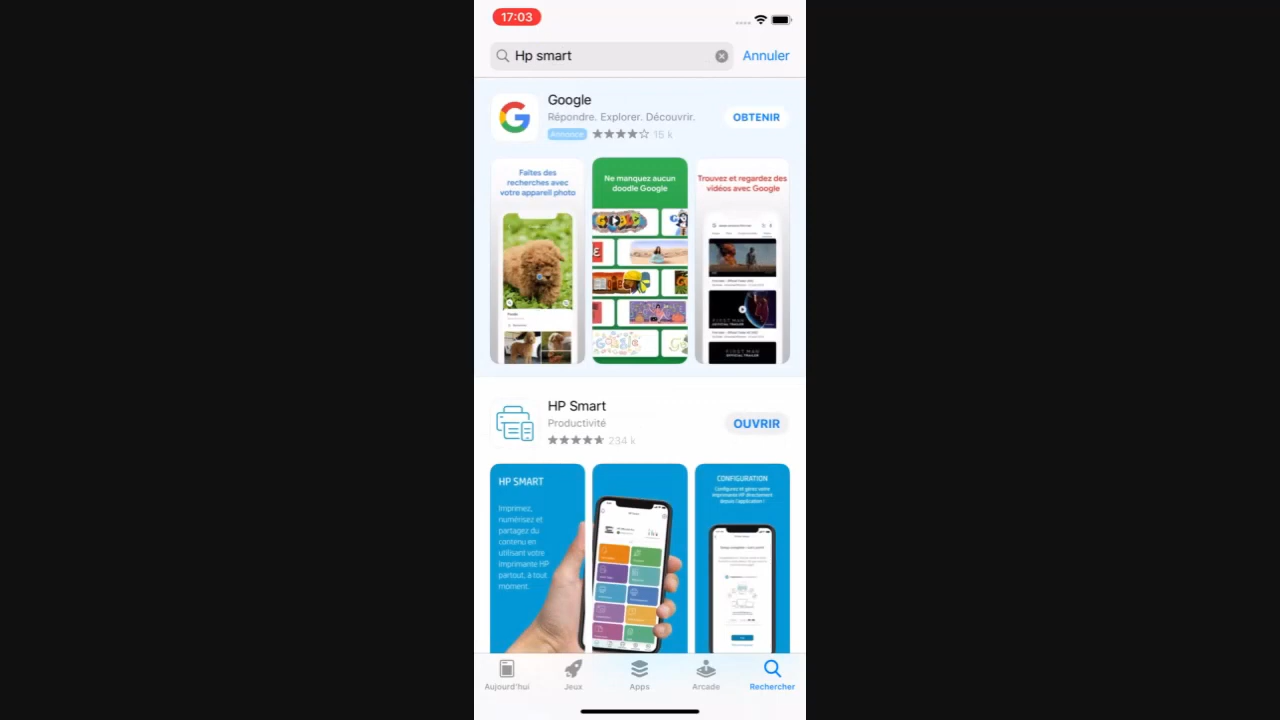 17:03
Hp smart
Annuler
Google
Répondre. Explorer. Découvrir.
OBTENIR
Annonce
15 k
Faites des
recherches avec
votre appareil photo
Ne manquez aucun
doodle Google
Trouvez et regardez des
vidéos avec Google
HP Smart
Productivité
OUVRIR
234 k
HP SMART
Imprimez,
numérisez et
partagez du
contenu en
utilisant votre
imprimante HP
partout, à tout
moment.
CONFIGURATION
Configurez et gérez votre
imprimante HP directement
depuis l'application !
Aujourd'hui
Jeux
Apps
Arcade
Rechercher